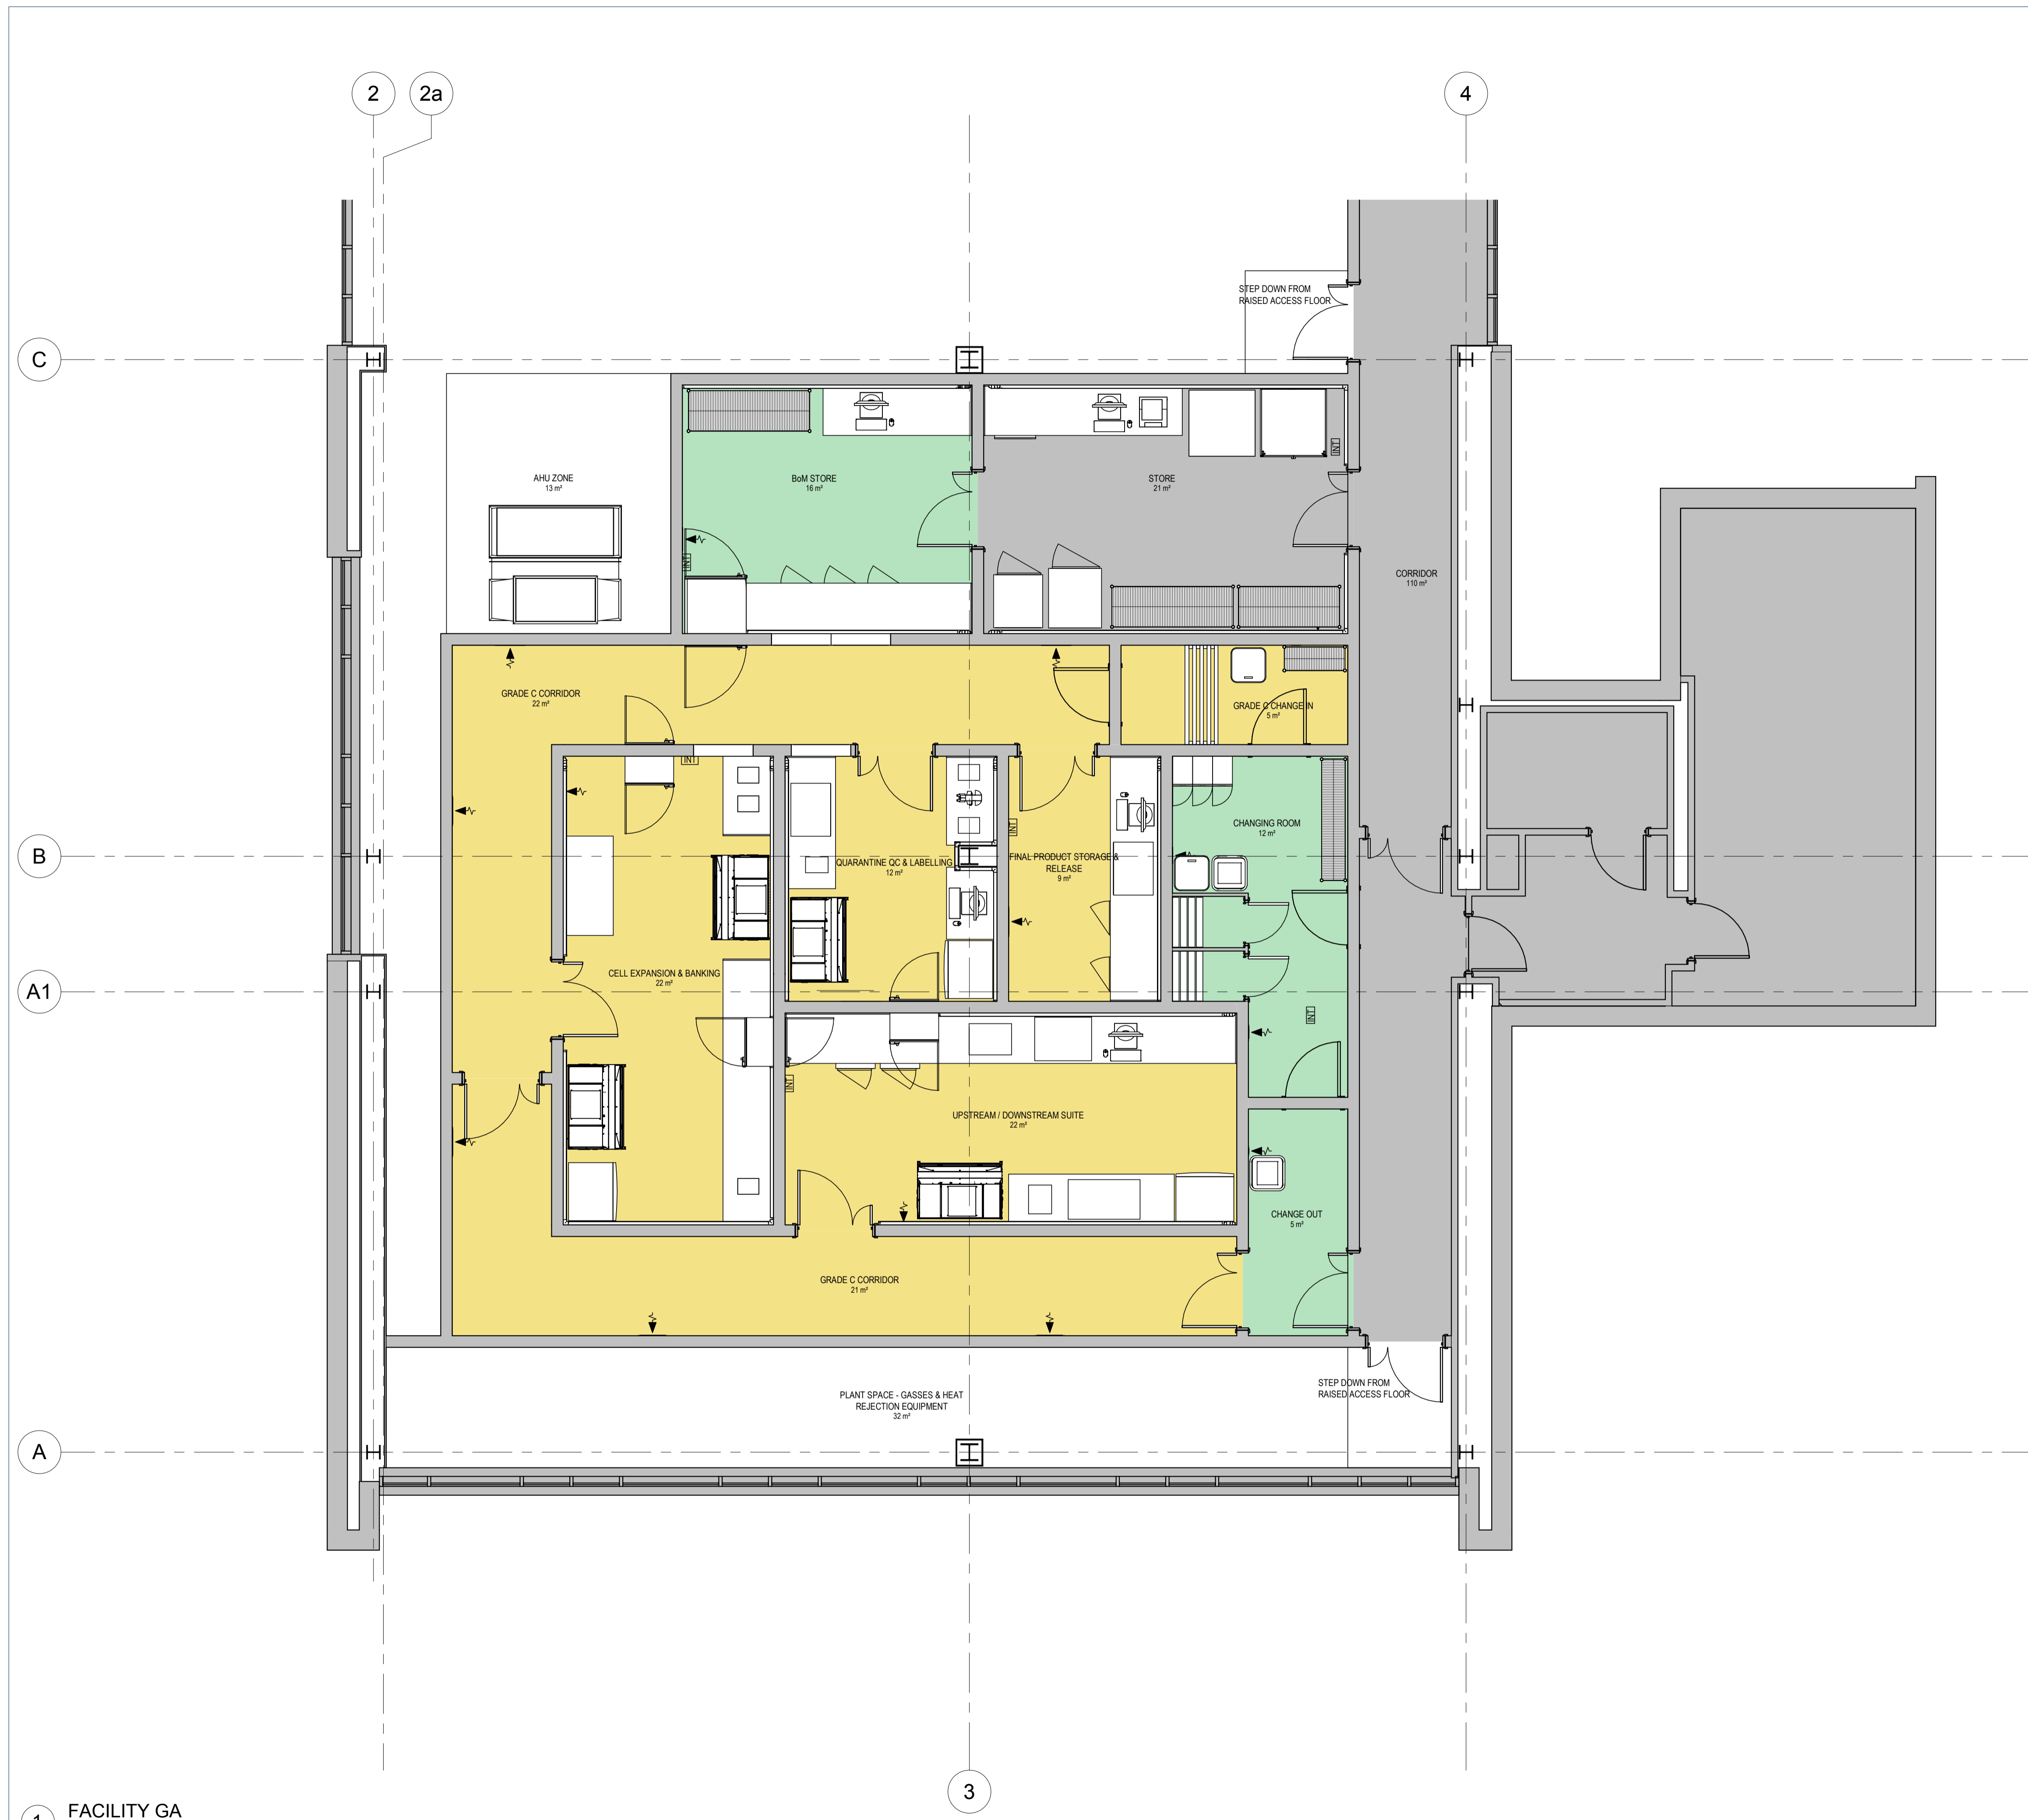 2
2a
4
STEP DOWN FROM
RAISED ACCESS FLOOR
C
AHU ZONE
13 m²
BoM STORE
16 m²
STORE
21 m²
INT
INT
CORRIDOR
110 m²
GRADE C CORRIDOR
22 m²
GRADE C CHANGE IN
5 m²
INT
INT
CHANGING ROOM
12 m²
B
QUARANTINE QC & LABELLING
12 m²
FINAL PRODUCT STORAGE &
RELEASE
9 m²
CELL EXPANSION & BANKING
22 m²
A1
INT
INT
UPSTREAM / DOWNSTREAM SUITE
22 m²
CHANGE OUT
5 m²
GRADE C CORRIDOR
21 m²
STEP DOWN FROM
RAISED ACCESS FLOOR
PLANT SPACE - GASSES & HEAT
REJECTION EQUIPMENT
32 m²
A
3
1
FACILITY GA